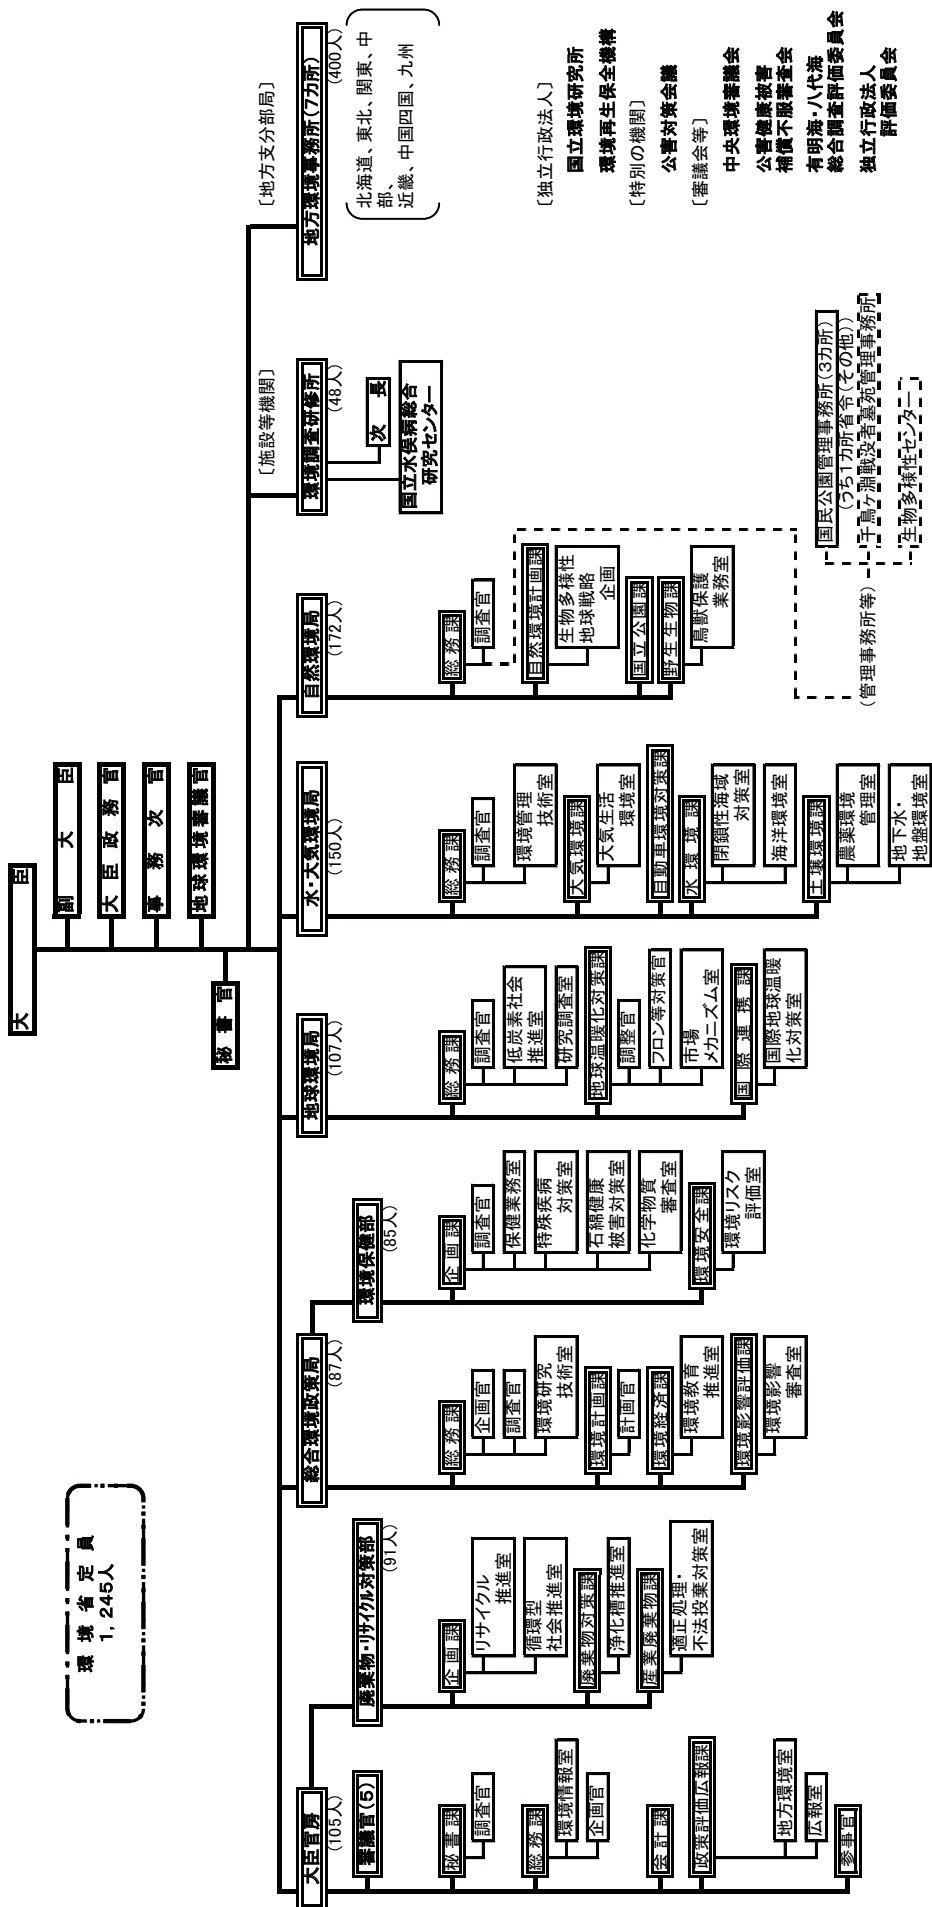 環境省定員
1,245人
大臣
副大臣
大臣政務官
事務次官
地球環境審議官
秘書官
大臣官房
(105人)
審議官(5)
秘書課
調査官
総務課
環境情報室
企画官
会計課
政策評価広報課
地方環境室
広報室
参事官
廃棄物・リサイクル対策部
(91人)
企画課
リサイクル
推進室
循環型
社会推進室
廃棄物対策課
浄化槽推進室
産業廃棄物課
適正処理・
不法投棄対策室
総合環境政策局
(87人)
総務課
企画官
調査官
環境研究
技術室
環境計画課
計画官
環境経済課
環境教育
推進室
環境影響評価課
環境影響
審査室
環境保健部
(85人)
企画課
調査官
保健業務室
特殊疾病
対策室
石綿健康
被害対策室
化学物質
審査室
環境安全課
環境リスク
評価室
地球環境局
(107人)
総務課
調査官
低炭素社会
推進室
研究調査室
地球温暖化対策課
調整官
フロン等対策官
市場
メカニズム室
国際連携課
国際地球温暖
化対策室
水・大気環境局
(150人)
総務課
調査官
環境管理
技術室
大気環境課
大気生活
環境室
自動車環境対策課
水環境課
閉鎖性海域
対策室
海洋環境室
土壌環境課
農薬環境
管理室
地下水・
地盤環境室
自然環境局
(172人)
総務課
調査官
自然環境計画課
生物多様性
地球戦略
企画
国立公園課
野生生物課
鳥獣保護
業務室
(管理事務所等)
国民公園管理事務所(3カ所)
(うち1カ所省令(その他))
千鳥ケ淵戦没者墓苑管理事務所
生物多様性センター
[施設等機関]
環境調査研修所
(48人)
次長
国立水俣病総合
研究センター
[地方支分部局]
地方環境事務所(7カ所)
(400人)
北海道、東北、関東、中
部、
近畿、中国四国、九州
[独立行政法人]
国立環境研究所
環境再生保全機構
[特別の機関]
公害対策会議
[審議会等]
中央環境審議会
公害健康被害
補償不服審査会
有明海・八代海
総合調査評価委員会
独立行政法人
評価委員会